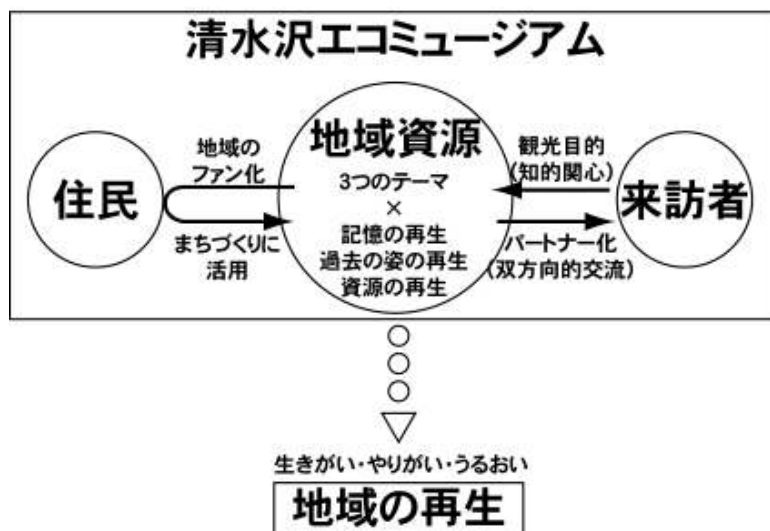 清水沢エコミュージアム
住民
地域の
ファン化
まちづくりに
活用
地域資源
3つのテーマ
×
記憶の再生
過去の姿の再生
資源の再生
観光目的
(知的関心)
パートナー化
(双方向的交流)
来訪者
生きがい・やりがい・うるおい
地域の再生